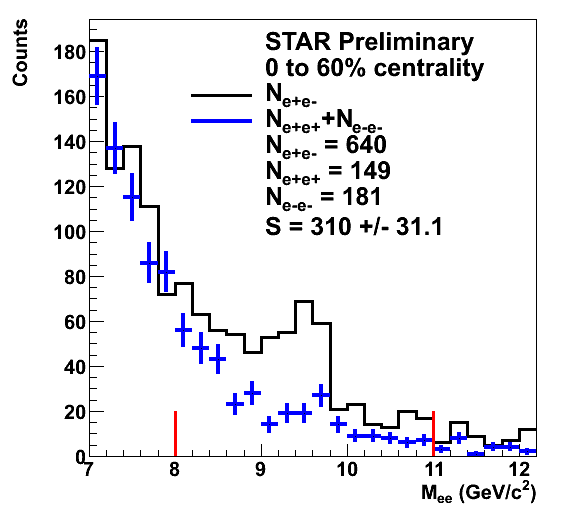 Counts
STAR Preliminary
0 to 60% centrality
Ne+e-
Ne+e++Ne-e-
Ne+e- = 640
Ne+e+ = 149
Ne-e- = 181
S = 310 +/- 31.1
180
160
140
120
100
80
60
40
20
0
7 8 9 10 11 12
Mee (GeV/c²)